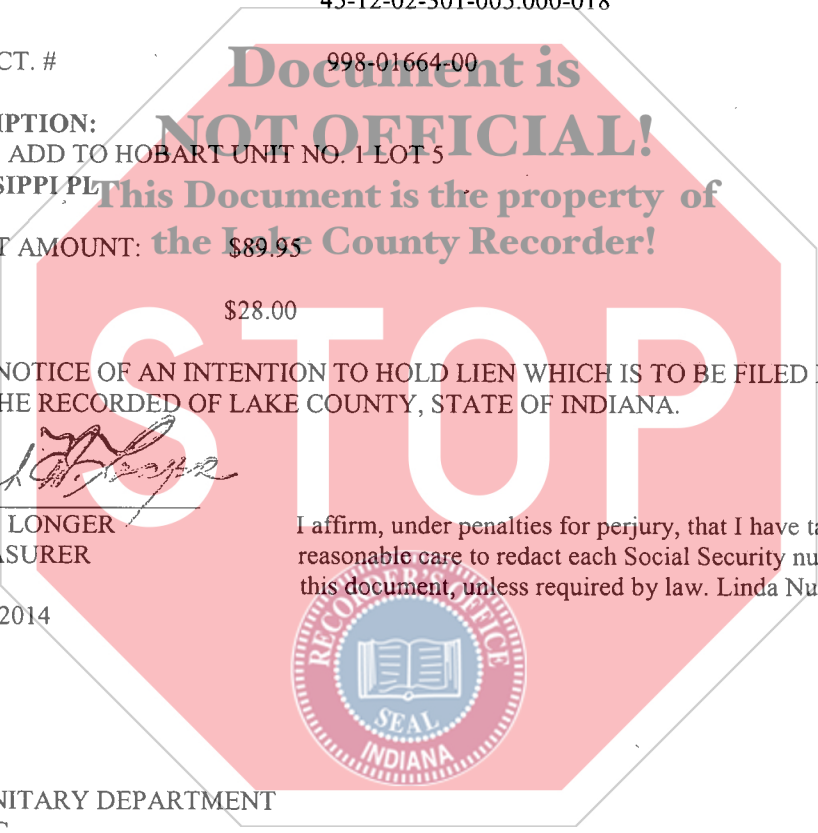 45-12-02-301-005.000-018
CT. # 998-01664-00
Document is
NOT OFFICIAL!
This Document is the property of
the Lake County Recorder!
IPTION:
ADD TO HOBART UNIT NO. 1 LOT 5
SIPPI PL
T AMOUNT: $89.95
$28.00
STOP
NOTICE OF AN INTENTION TO HOLD LIEN WHICH IS TO BE FILED
HE RECORDED OF LAKE COUNTY, STATE OF INDIANA.
LONGER
ASURER
I affirm, under penalties for perjury, that I have ta
reasonable care to redact each Social Security nu
this document, unless required by law. Linda Nu
2014
RECORDER'S OFFICE
SEAL
INDIANA
NITARY DEPARTMENT